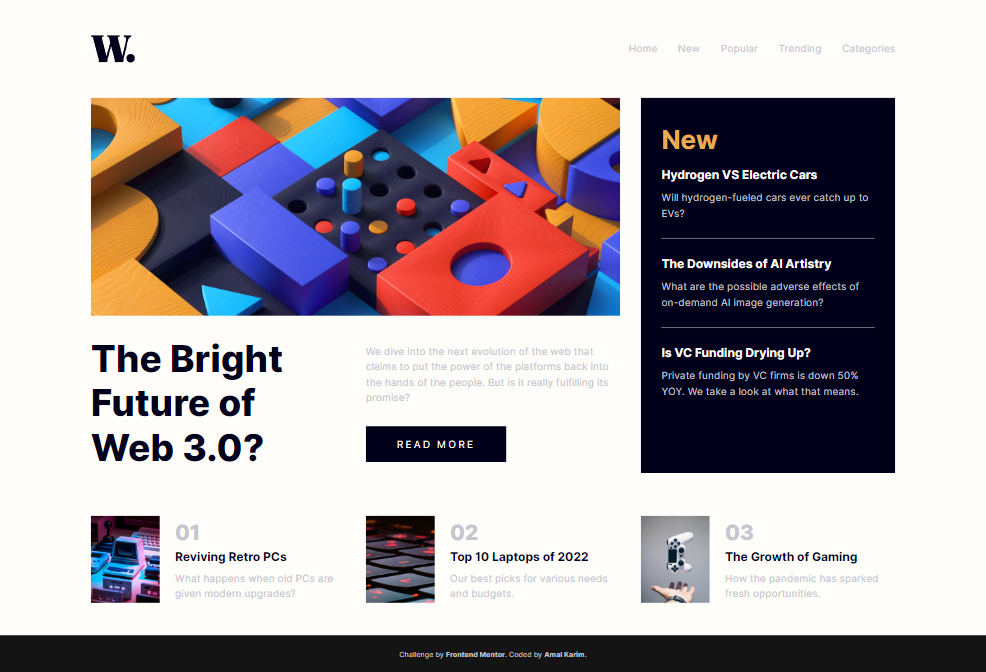 W.
Home New Popular Trending Categories
The Bright
Future of
Web 3.0?
We dive into the next evolution of the web that
claims to put the power of the platforms back into
the hands of the people. But is it really fulfilling its
promise?
READ MORE
New
Hydrogen VS Electric Cars
Will hydrogen-fueled cars ever catch up to
EVs?
The Downsides of AI Artistry
What are the possible adverse effects of
on-demand AI image generation?
Is VC Funding Drying Up?
Private funding by VC firms is down 50%
YOY. We take a look at what that means.
01
Reviving Retro PCs
What happens when old PCs are
given modern upgrades?
02
Top 10 Laptops of 2022
Our best picks for various needs
and budgets.
03
The Growth of Gaming
How the pandemic has sparked
fresh opportunities.
Challenge by Frontend Mentor. Coded by Amal Karim.